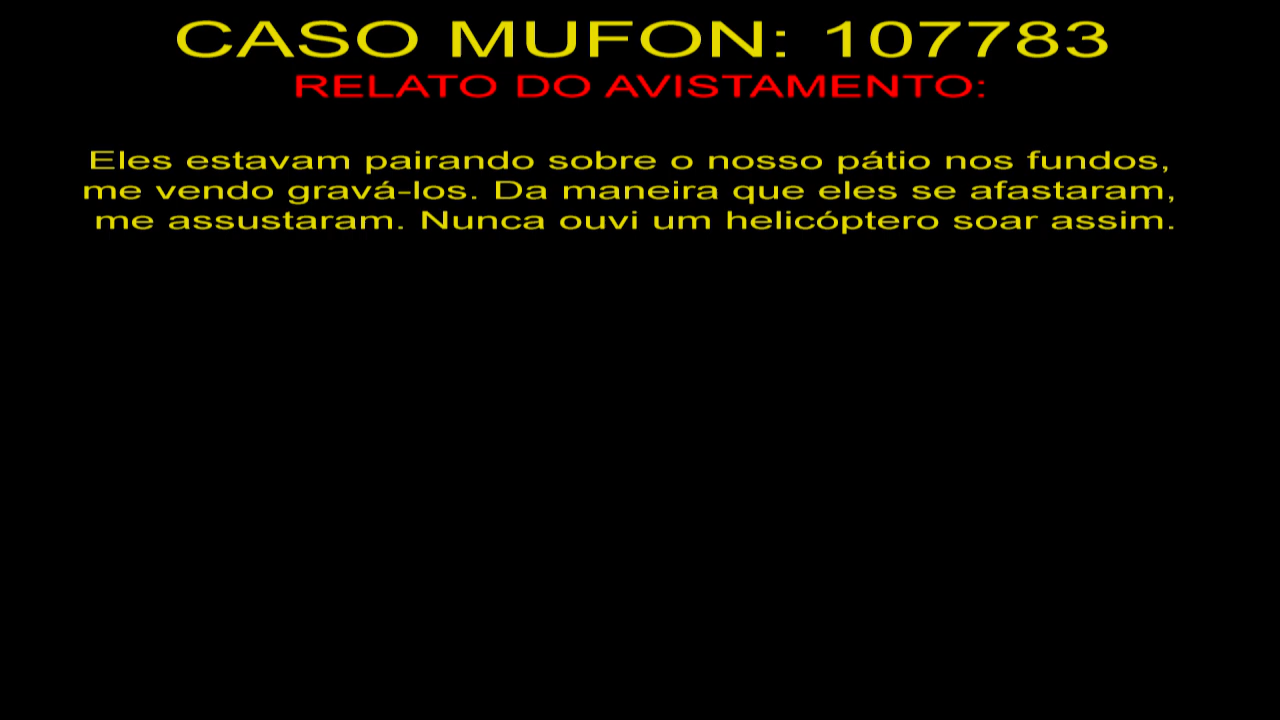 CASO MUFON: 107783
RELATO DO AVISTAMENTO:
Eles estavam pairando sobre o nosso pátio nos fundos,
me vendo gravá-los. Da maneira que eles se afastaram,
me assustaram. Nunca ouvi um helicóptero soar assim.